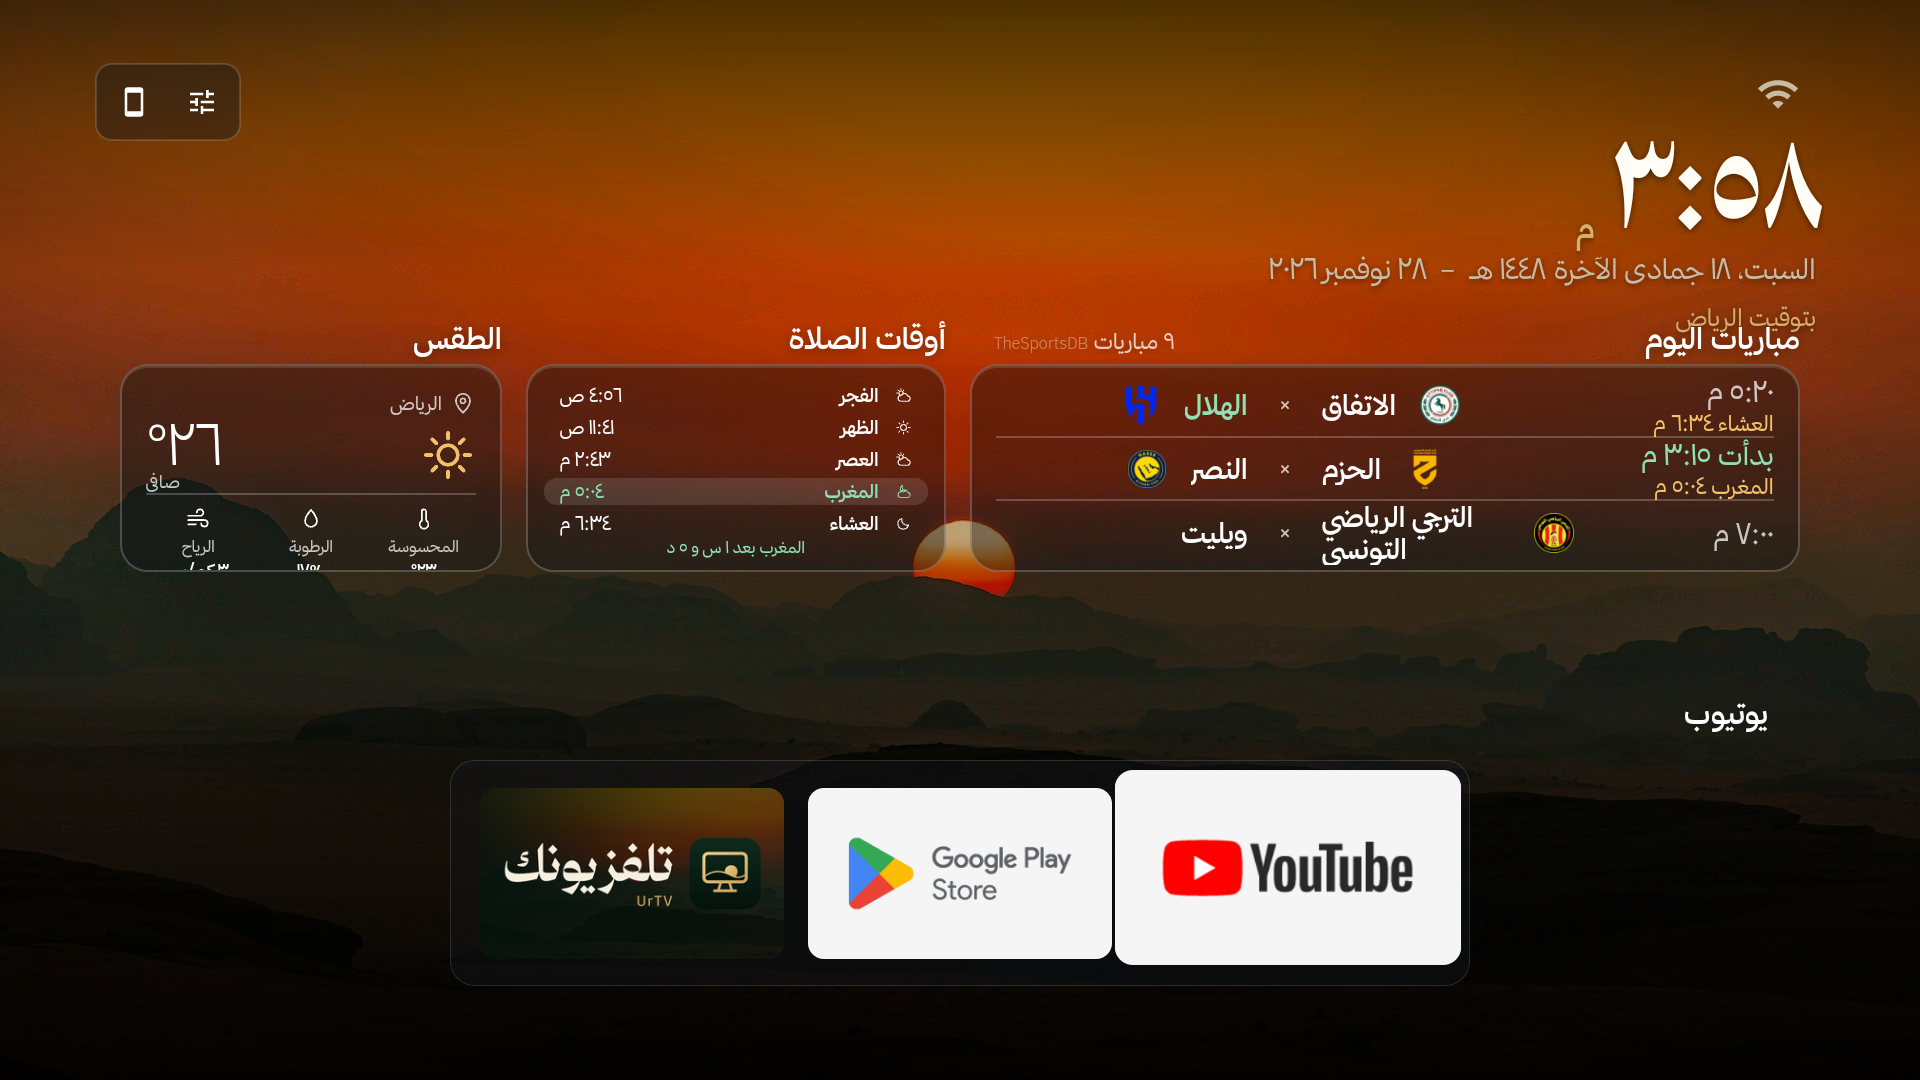 ٣:٥٨ م
السبت، ١٨ جمادى الآخرة ١٤٤٨ هـ – ٢٨ نوفمبر ٢٠٢٦
بتوقيت الرياض
مباريات اليوم
٩ مباريات TheSportsDB
٥:٢٠ م
العشاء ٦:٣٤ م
الاتفاق × الهلال
بدأت ٣:١٥ م
المغرب ٥:٠٤ م
الحزم × النصر
٧:٠٠ م
الترجي الرياضي التونسي × ويليت
أوقات الصلاة
الفجر ٤:٠٥٦ ص
الظهر ١١:٤١ ص
العصر ٢:٤٣ م
المغرب ٥:٠٤ م
العشاء ٦:٣٤ م
المغرب بعد ١ س و ٥ د
الطقس
الرياض
٢٦°
صافي
المحسوسة
الرطوبة
الرياح
يوتيوب
YouTube
Google Play
Store
تلفزيونك
UrTV